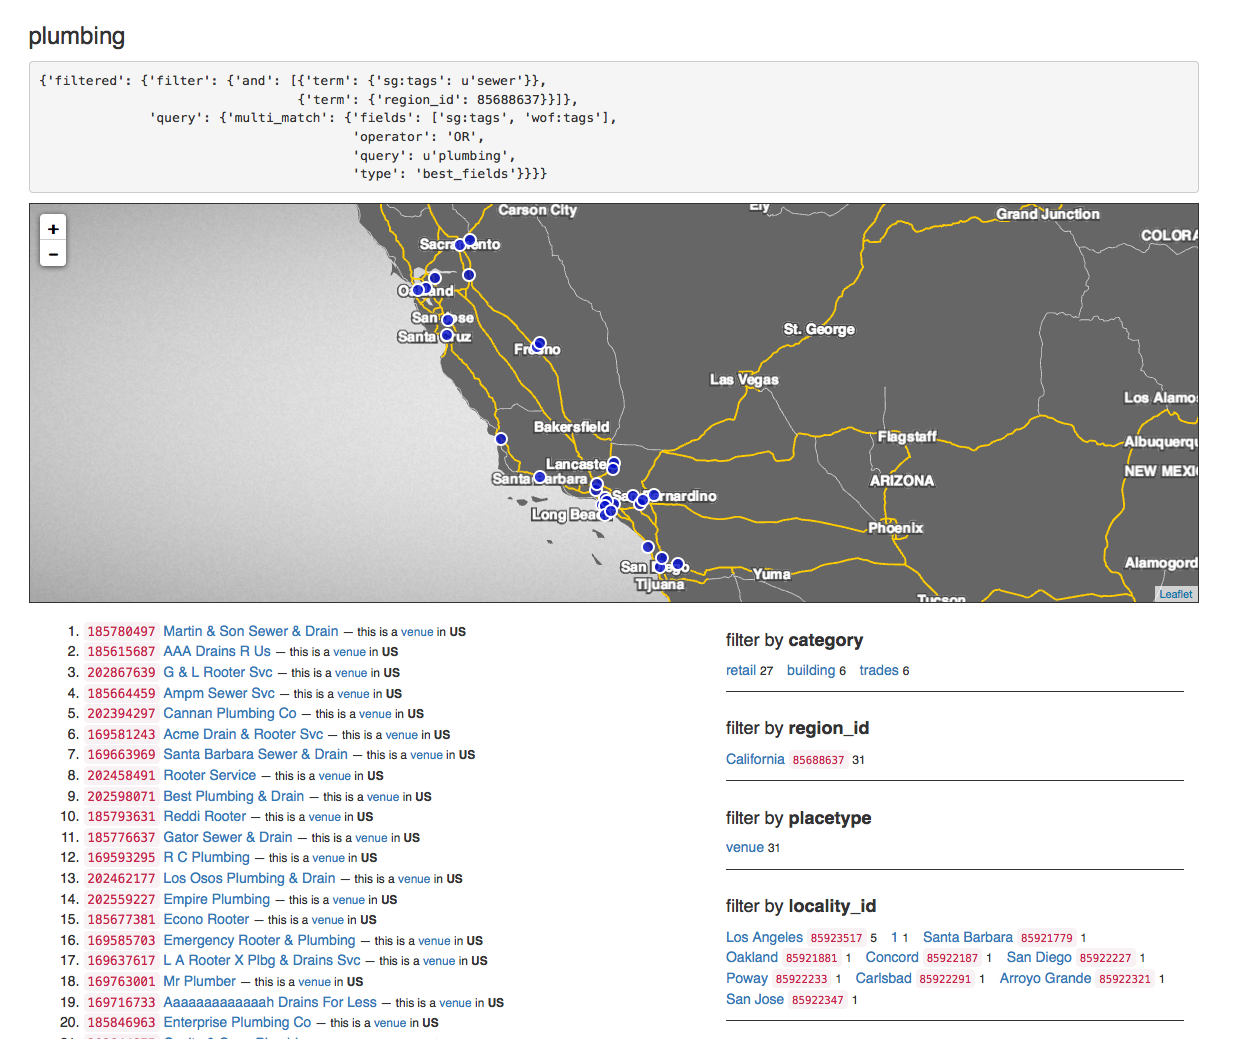 plumbing
{'filtered': {'filter': {'and': [{'term': {'sg:tags': u'sewer'}},
{'term': {'region_id': 85688637}}]},
'query': {'multi_match': {'fields': ['sg:tags', 'wof:tags'],
'operator': 'OR',
'query': u'plumbing',
'type': 'best_fields'}}}}
+
−
Carson City
Ely
Grand Junction
COLORA
Sacramento
Oakland
San Jose
Santa Cruz
St. George
Fresno
Las Vegas
Los Alamo
Bakersfield
Flagstaff
Albuquerqu
Lancaste
NEW MEXI
Santa Barbara
ARIZONA
San Bernardino
Long Beac
Phoenix
San Diego
Yuma
Alamogord
Tijuana
Tucson
Leaflet
1. 185780497 Martin & Son Sewer & Drain — this is a venue in US
2. 185615687 AAA Drains R Us — this is a venue in US
3. 202867639 G & L Rooter Svc — this is a venue in US
4. 185664459 Ampm Sewer Svc — this is a venue in US
5. 202394297 Cannan Plumbing Co — this is a venue in US
6. 169581243 Acme Drain & Rooter Svc — this is a venue in US
7. 169663969 Santa Barbara Sewer & Drain — this is a venue in US
8. 202458491 Rooter Service — this is a venue in US
9. 202598071 Best Plumbing & Drain — this is a venue in US
10. 185793631 Reddi Rooter — this is a venue in US
11. 185776637 Gator Sewer & Drain — this is a venue in US
12. 169593295 R C Plumbing — this is a venue in US
13. 202462177 Los Osos Plumbing & Drain — this is a venue in US
14. 202559227 Empire Plumbing — this is a venue in US
15. 185677381 Econo Rooter — this is a venue in US
16. 169585703 Emergency Rooter & Plumbing — this is a venue in US
17. 169637617 L A Rooter X Plbg & Drains Svc — this is a venue in US
18. 169763001 Mr Plumber — this is a venue in US
19. 169716733 Aaaaaaaaaaaaah Drains For Less — this is a venue in US
20. 185846963 Enterprise Plumbing Co — this is a venue in US
filter by category
retail 27 building 6 trades 6
filter by region_id
California 85688637 31
filter by placetype
venue 31
filter by locality_id
Los Angeles 85923517 5 1 1 Santa Barbara 85921779 1
Oakland 85921881 1 Concord 85922187 1 San Diego 85922227 1
Poway 85922233 1 Carlsbad 85922291 1 Arroyo Grande 85922321 1
San Jose 85922347 1